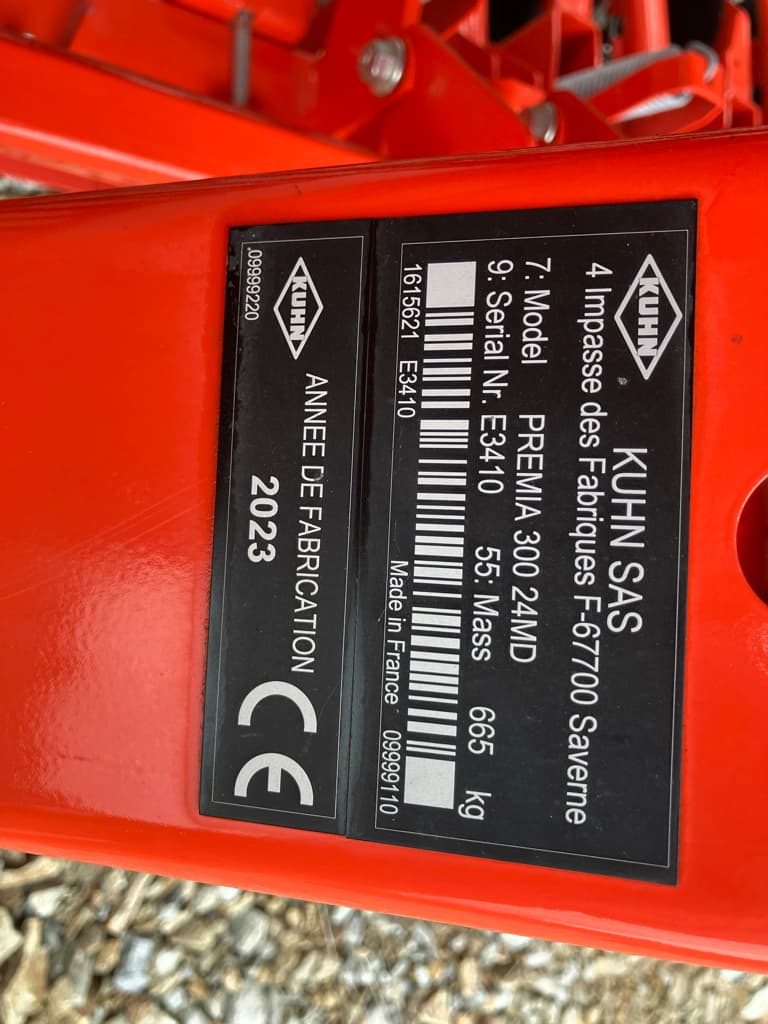 KUHN
KUHN SAS
4 Impasse des Fabriques F-67700 Saverne
7: Model PREMIA 300 24MD
9: Serial Nr. E3410 55: Mass 665 kg
1615621 E3410
Made in France 09999110
KUHN
ANNEE DE FABRICATION
2023
CE
09999220